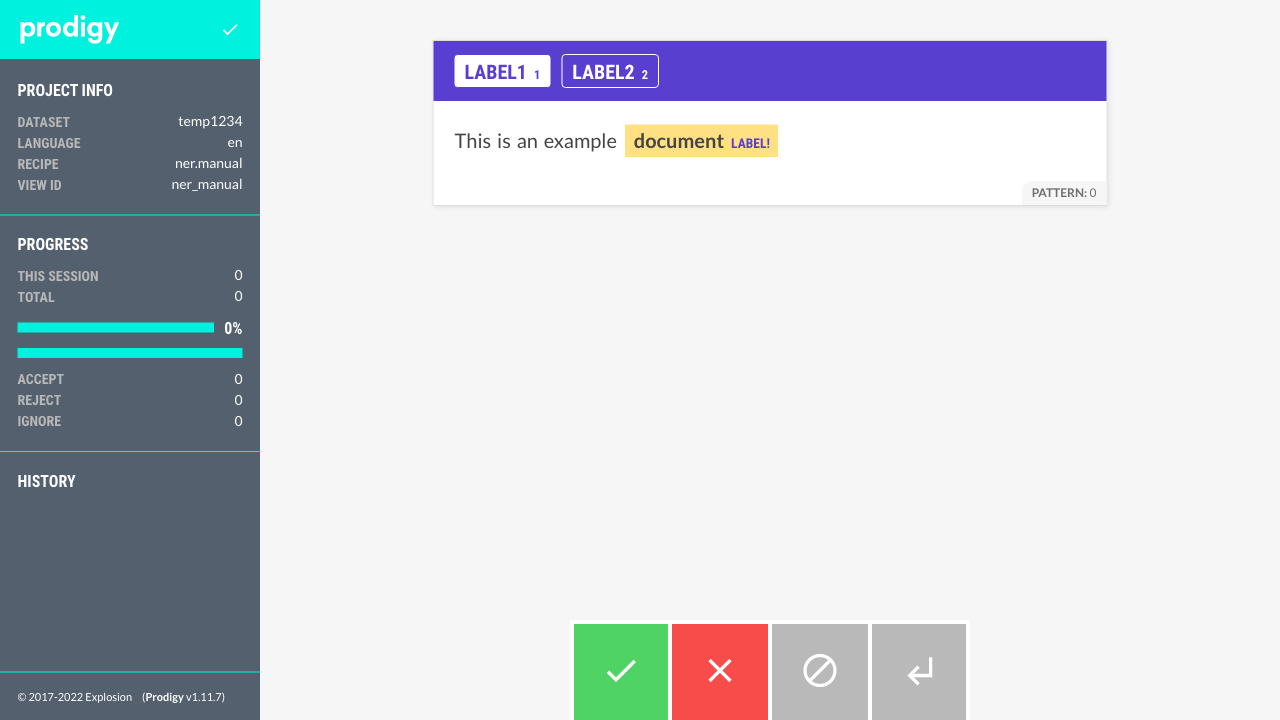 prodigy
PROJECT INFO
DATASET temp1234
LANGUAGE en
RECIPE ner.manual
VIEW ID ner_manual
PROGRESS
THIS SESSION 0
TOTAL 0
0%
ACCEPT 0
REJECT 0
IGNORE 0
HISTORY
© 2017-2022 Explosion (Prodigy v1.11.7)
LABEL1 1 LABEL2 2
This is an example document LABEL!
PATTERN: 0